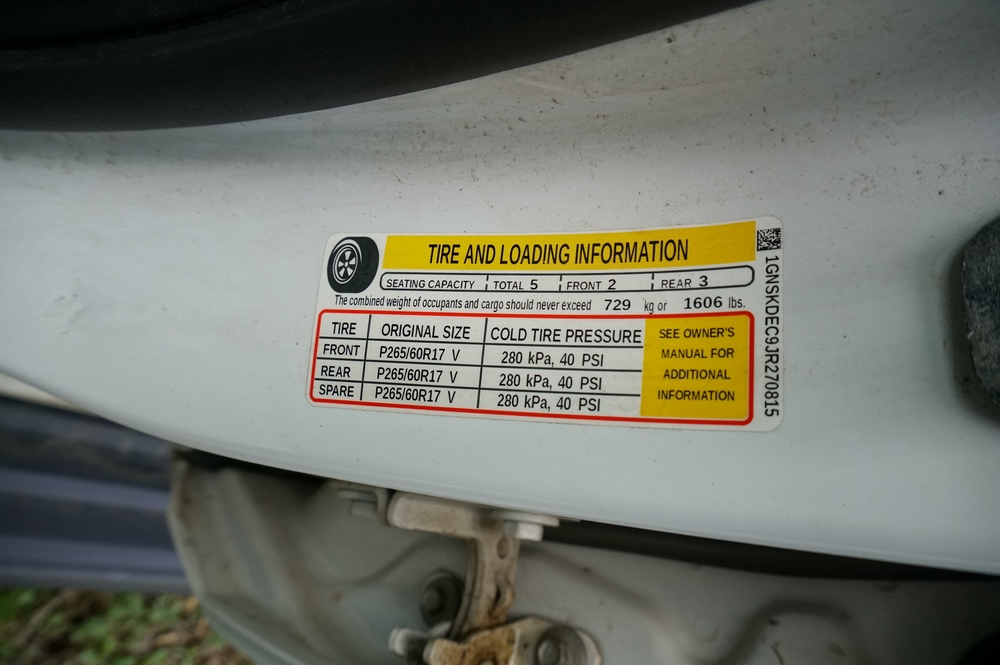 TIRE AND LOADING INFORMATION
SEATING CAPACITY TOTAL 5 FRONT 2 REAR 3
The combined weight of occupants and cargo should never exceed 729 kg or 1606 lbs.
TIRE ORIGINAL SIZE COLD TIRE PRESSURE
FRONT P265/60R17 V 280 kPa, 40 PSI
REAR P265/60R17 V 280 kPa, 40 PSI
SPARE P265/60R17 V 280 kPa, 40 PSI
SEE OWNER'S
MANUAL FOR
ADDITIONAL
INFORMATION
1GNSKDEC9JR270815